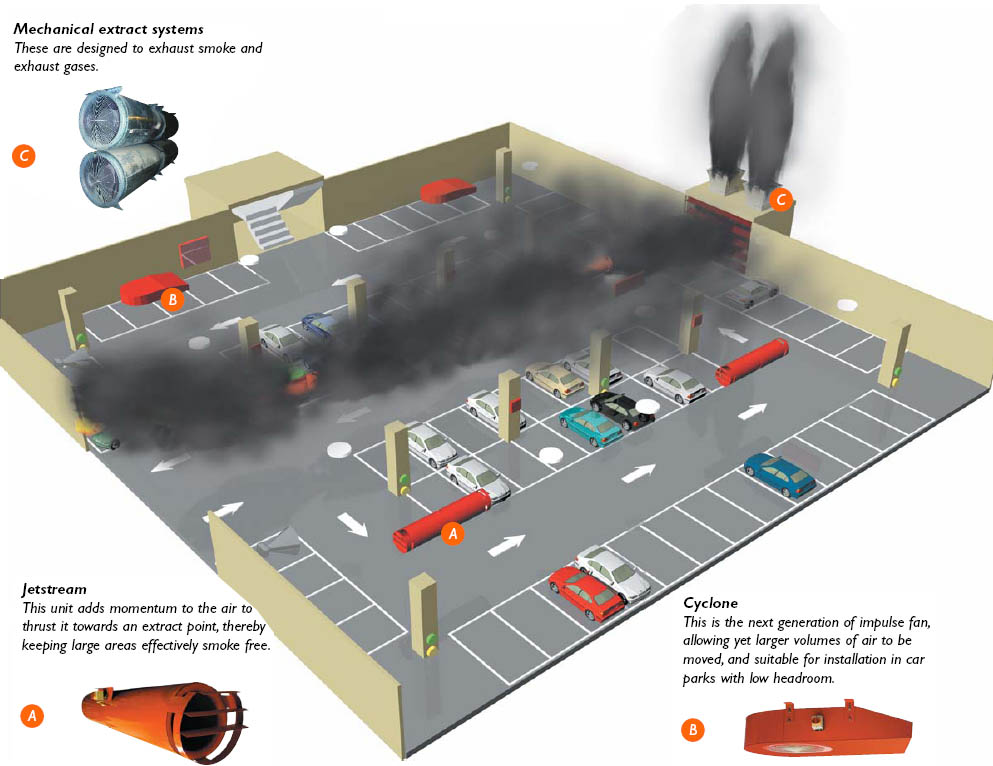 Mechanical extract systems
These are designed to exhaust smoke and
exhaust gases.
C
C
B
A
Jetstream
This unit adds momentum to the air to
thrust it towards an extract point, thereby
keeping large areas effectively smoke free.
A
Cyclone
This is the next generation of impulse fan,
allowing yet larger volumes of air to be
moved, and suitable for installation in car
parks with low headroom.
B